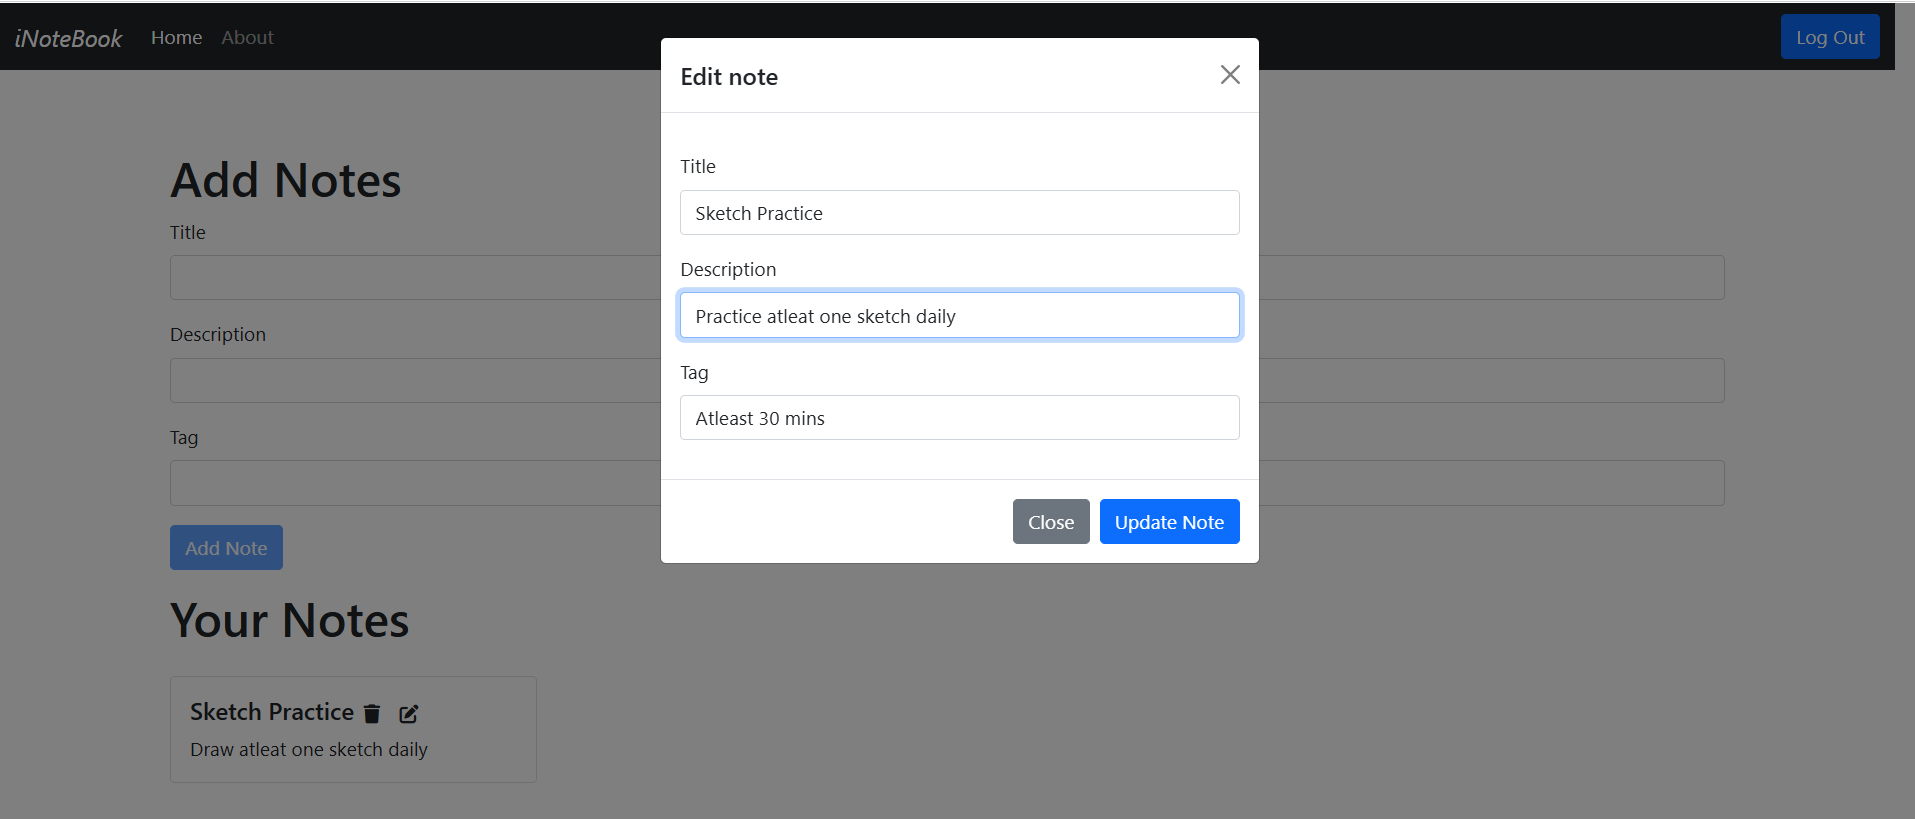 iNoteBook Home About Log Out
Edit note
Title
Sketch Practice
Description
Practice atleat one sketch daily
Tag
Atleast 30 mins
Close Update Note
Add Notes
Title
Description
Tag
Add Note
Your Notes
Sketch Practice
Draw atleat one sketch daily